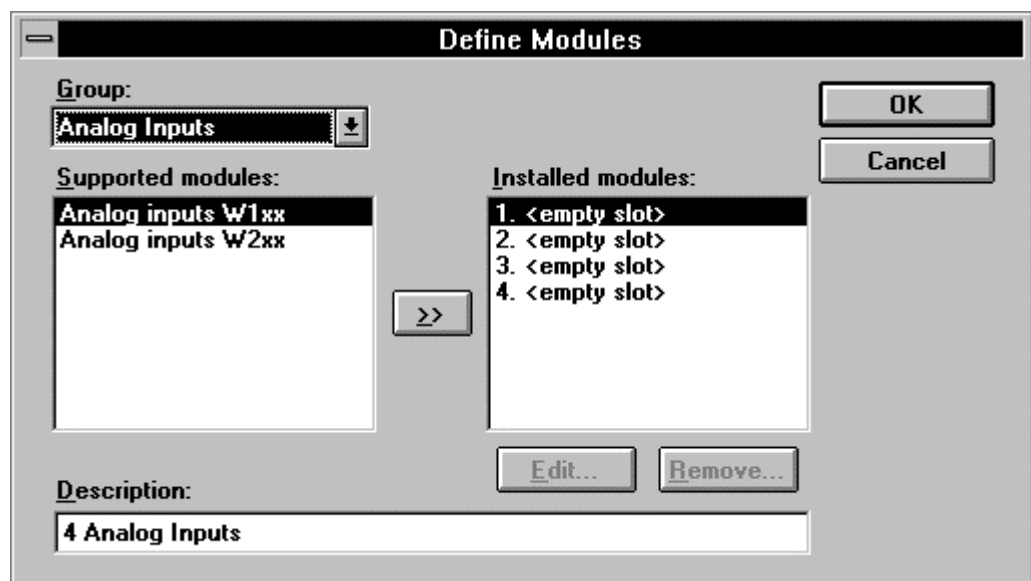 Define Modules
Group:
Analog Inputs
OK
Cancel
Supported modules:
Analog inputs W1xx
Analog inputs W2xx
>>
Installed modules:
1. <empty slot>
2. <empty slot>
3. <empty slot>
4. <empty slot>
Edit...
Remove...
Description:
4 Analog Inputs